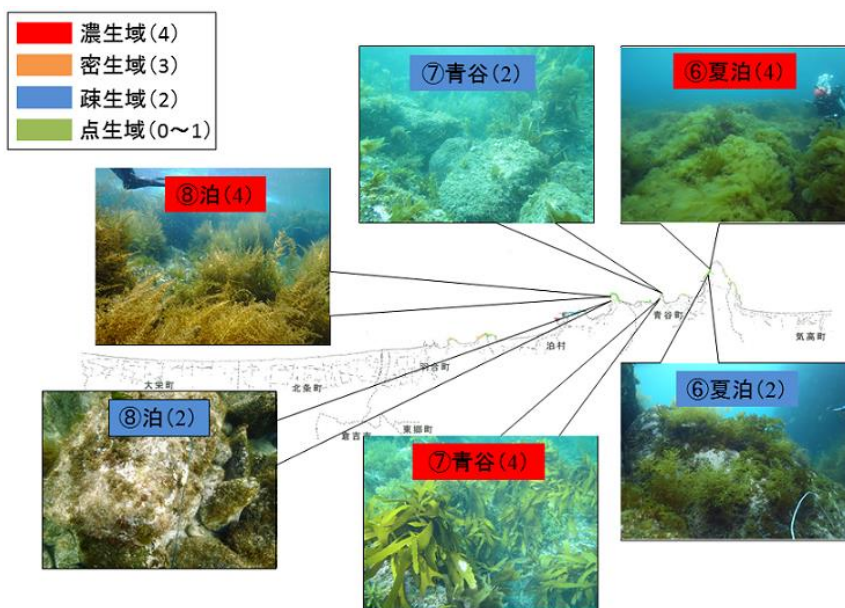 濃生域(4)
密生域(3)
疎生域(2)
点生域(0～1)
⑦青谷(2)
⑥夏泊(4)
⑧泊(4)
青谷町
気高町
泊村
羽合町
北条町
大栄町
⑥夏泊(2)
⑧泊(2)
東郷町
倉吉市
⑦青谷(4)